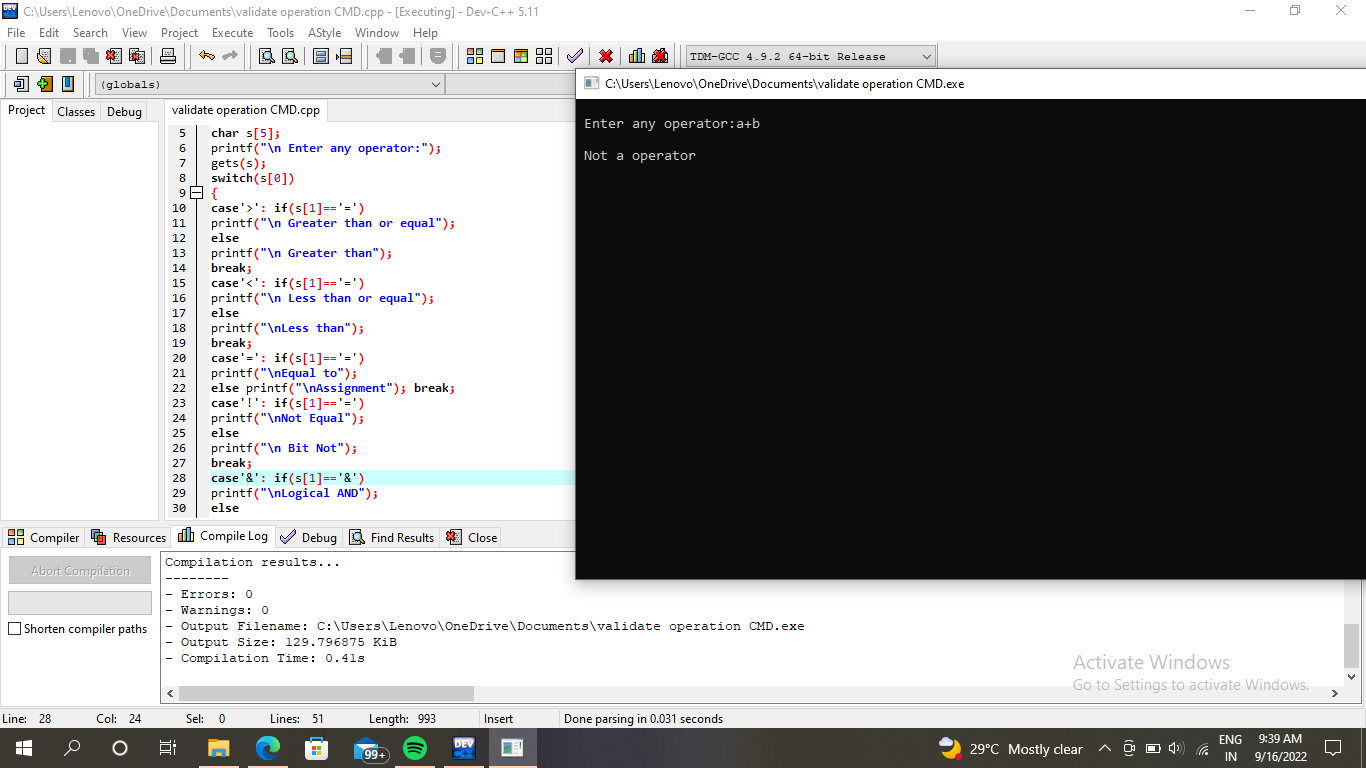 C:\Users\Lenovo\OneDrive\Documents\validate operation CMD.cpp - [Executing] - Dev-C++ 5.11
File Edit Search View Project Execute Tools AStyle Window Help
TDM-GCC 4.9.2 64-bit Release
(globals)
Project Classes Debug
validate operation CMD.cpp
5 char s[5];
6 printf("\n Enter any operator:");
7 gets(s);
8 switch(s[0])
9 {
10 case'>': if(s[1]=='=')
11 printf("\n Greater than or equal");
12 else
13 printf("\n Greater than");
14 break;
15 case'<': if(s[1]=='=')
16 printf("\n Less than or equal");
17 else
18 printf("\nLess than");
19 break;
20 case'=': if(s[1]=='=')
21 printf("\nEqual to");
22 else printf("\nAssignment"); break;
23 case'!': if(s[1]=='=')
24 printf("\nNot Equal");
25 else
26 printf("\n Bit Not");
27 break;
28 case'&': if(s[1]=='&')
29 printf("\nLogical AND");
30 else
C:\Users\Lenovo\OneDrive\Documents\validate operation CMD.exe
Enter any operator:a+b
Not a operator
Compiler Resources Compile Log Debug Find Results Close
Abort Compilation
Shorten compiler paths
Compilation results...
--------
- Errors: 0
- Warnings: 0
- Output Filename: C:\Users\Lenovo\OneDrive\Documents\validate operation CMD.exe
- Output Size: 129.796875 KiB
- Compilation Time: 0.41s
Activate Windows
Go to Settings to activate Windows.
Line: 28 Col: 24 Sel: 0 Lines: 51 Length: 993 Insert Done parsing in 0.031 seconds
99+
DEV
29°C Mostly clear
ENG
IN
9:39 AM
9/16/2022